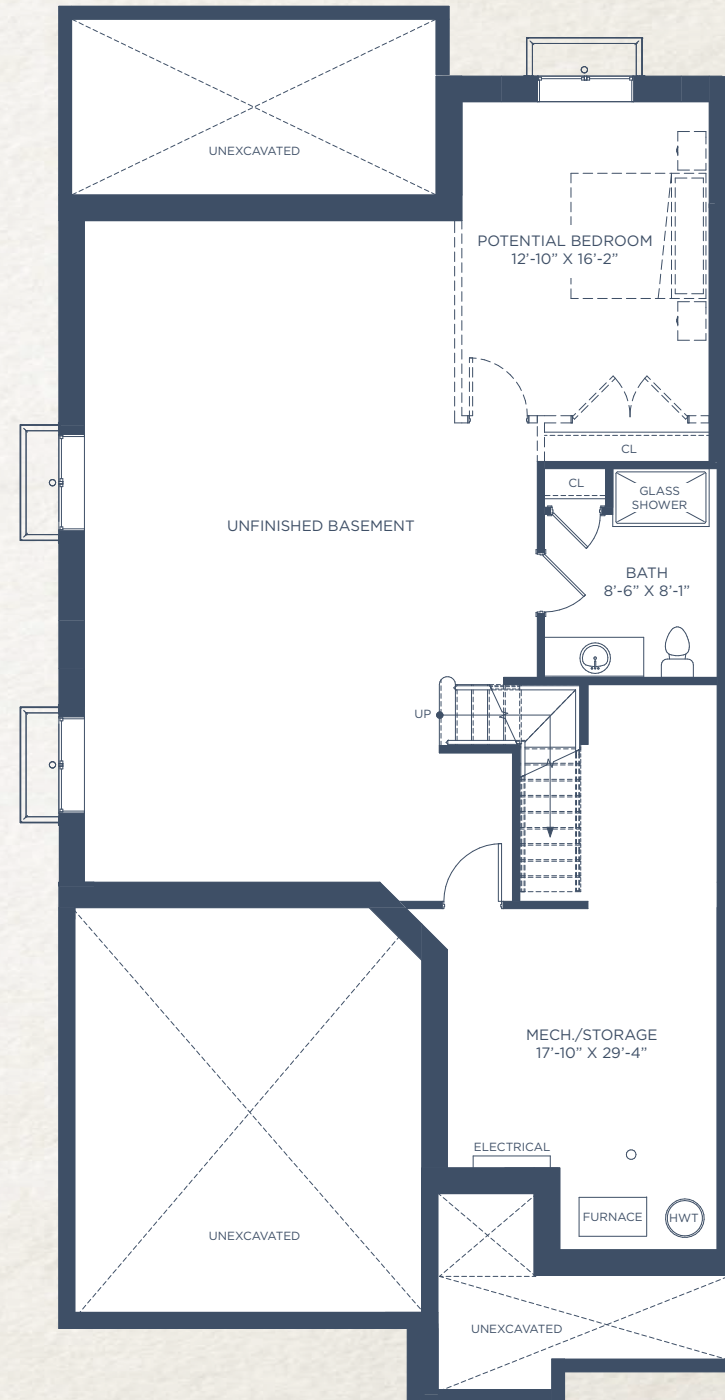 UNEXCAVATED
POTENTIAL BEDROOM
12’-10” X 16’-2”
CL
CL
GLASS
SHOWER
UNFINISHED BASEMENT
BATH
8’-6” X 8’-1”
UP
MECH./STORAGE
17’-10” X 29’-4”
ELECTRICAL
FURNACE
HWT
UNEXCAVATED
UNEXCAVATED